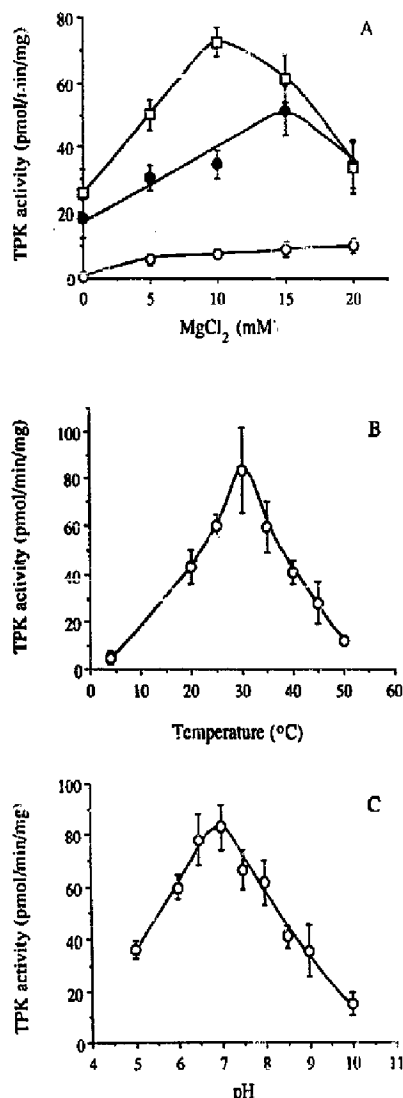 A
80
60
40
20
0
TPK activity (pmol/min/mg)
0 5 10 15 20
MgCl2 (mM)
B
100
80
60
40
20
0
TPK activity (pmol/min/mg)
0 10 20 30 40 50 60
Temperature (°C)
C
100
80
60
40
20
0
TPK activity (pmol/min/mg)
4 5 6 7 8 9 10 11
pH